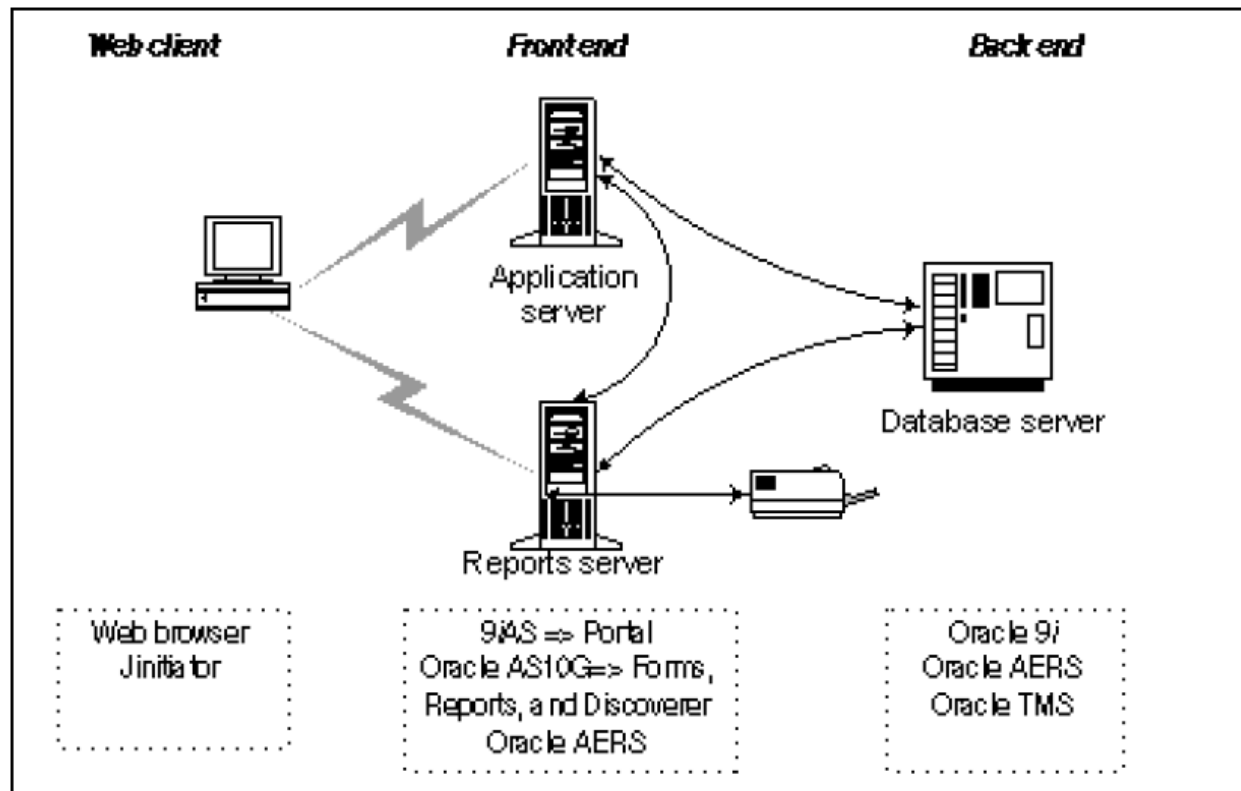 Web client
Front end
Back end
Application
server
Database server
Reports server
Web browser
Jinitiator
9iAS => Portal
Oracle AS10G=> Forms,
Reports, and Discoverer
Oracle AERS
Oracle 9i
Oracle AERS
Oracle TMS